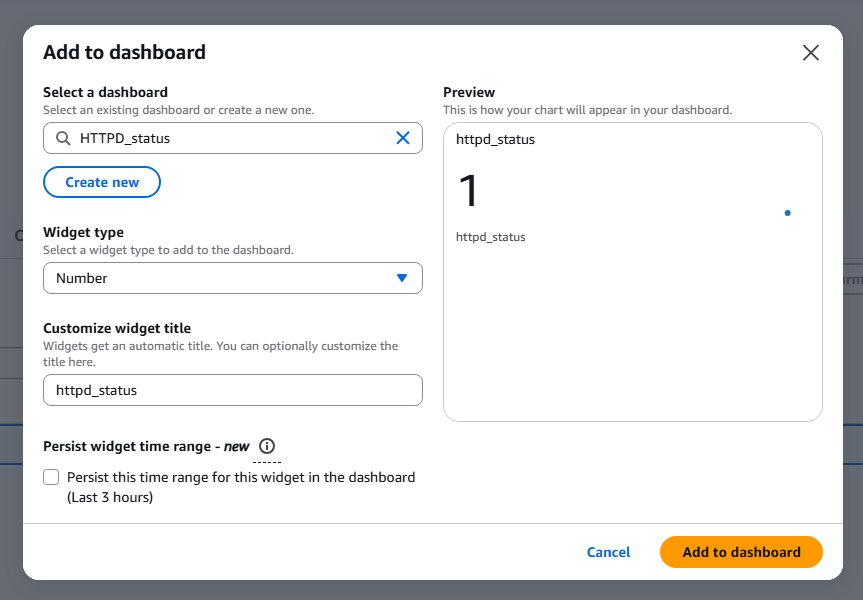 Add to dashboard
Select a dashboard
Select an existing dashboard or create a new one.
HTTPD_status
Create new
Widget type
Select a widget type to add to the dashboard.
Number
Customize widget title
Widgets get an automatic title. You can optionally customize the
title here.
httpd_status
Persist widget time range - new
Persist this time range for this widget in the dashboard
(Last 3 hours)
Preview
This is how your chart will appear in your dashboard.
httpd_status
1
httpd_status
Cancel
Add to dashboard